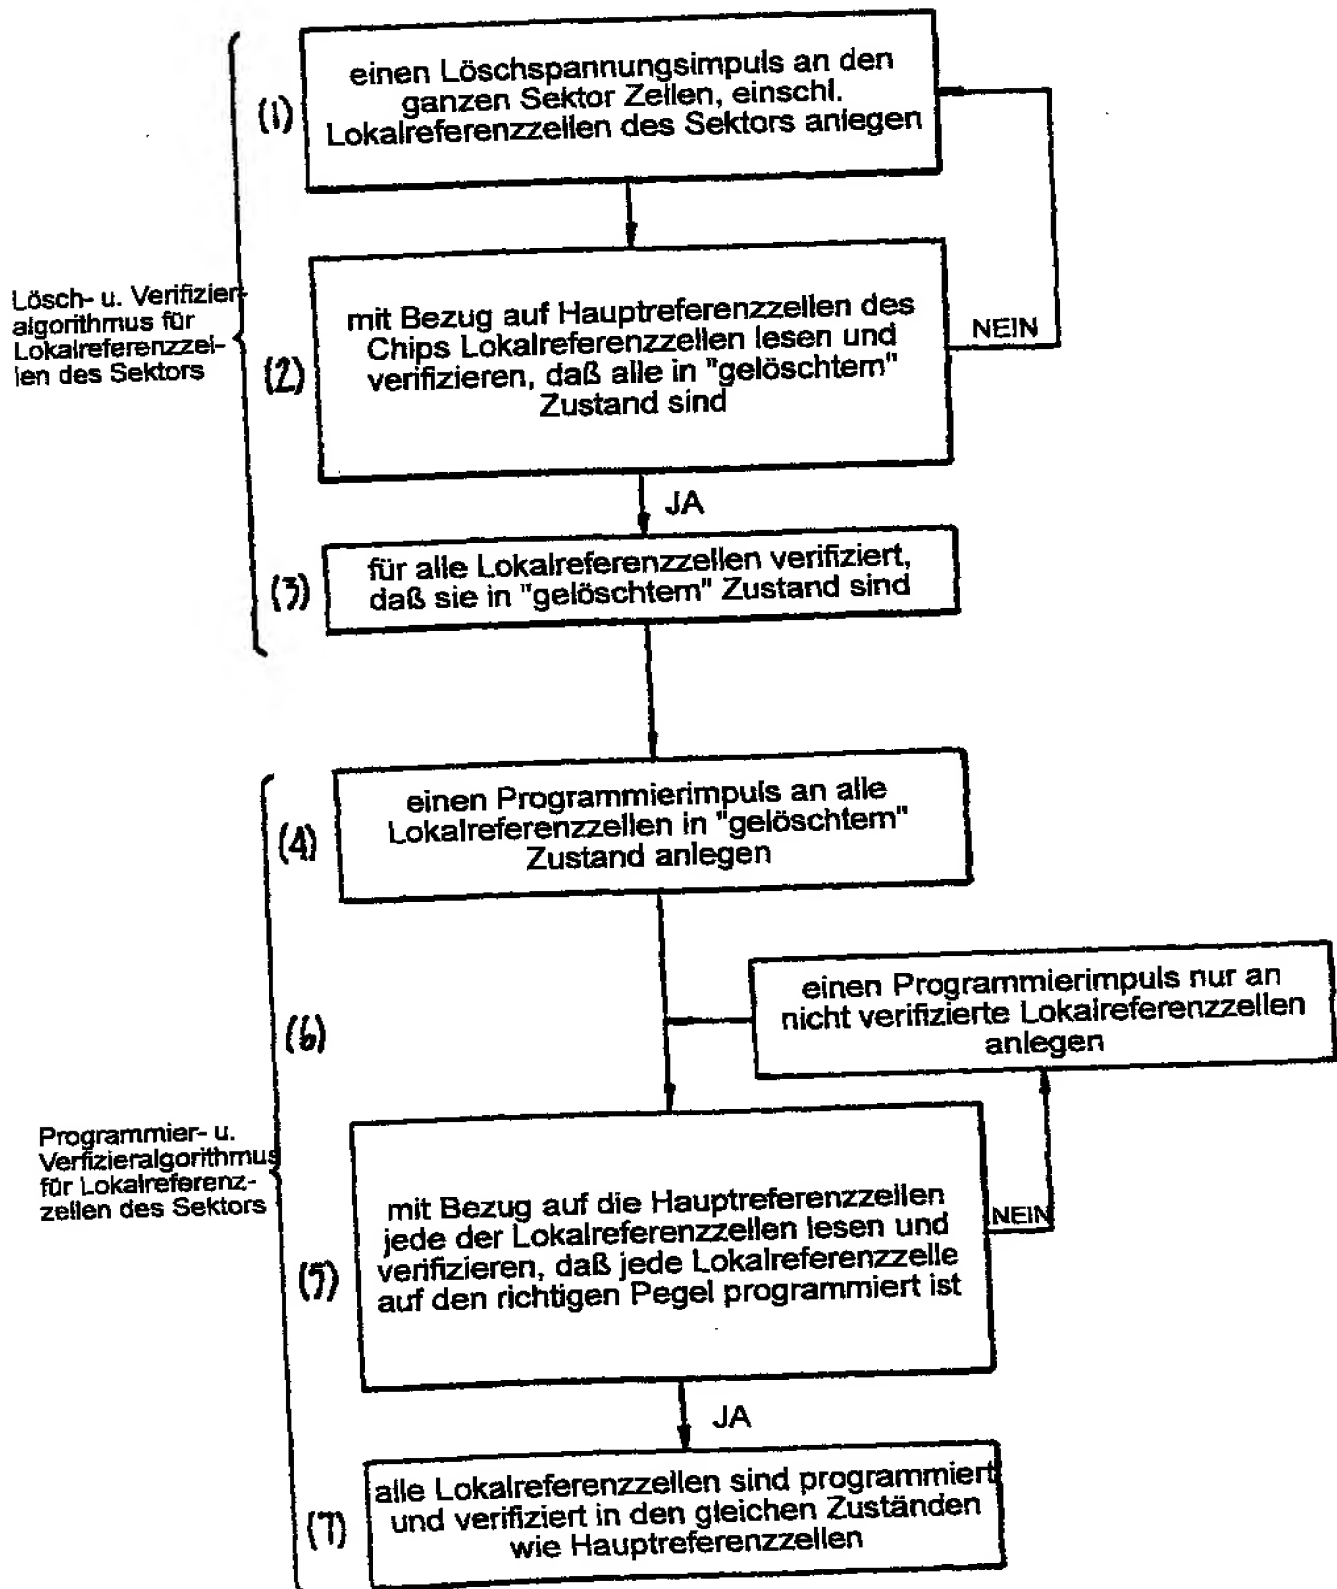 einen Löschspannungsimpuls an den
ganzen Sektor Zellen, einschl.
Lokalreferenzzellen des Sektors anlegen
(1)
Lösch- u. Verifizier-
algorithmus für
Lokalreferenzzel-
len des Sektors
(2)
mit Bezug auf Hauptreferenzzellen des
Chips Lokalreferenzzellen lesen und
verifizieren, daß alle in "gelöschtem"
Zustand sind
NEIN
JA
(3)
für alle Lokalreferenzzellen verifiziert,
daß sie in "gelöschtem" Zustand sind
(4)
einen Programmierimpuls an alle
Lokalreferenzzellen in "gelöschtem"
Zustand anlegen
(6)
einen Programmierimpuls nur an
nicht verifizierte Lokalreferenzzellen
anlegen
Programmier- u.
Verfizieralgorithmus
für Lokalreferenz-
zellen des Sektors
(5)
mit Bezug auf die Hauptreferenzzellen
jede der Lokalreferenzzellen lesen und
verifizieren, daß jede Lokalreferenzzelle
auf den richtigen Pegel programmiert ist
NEIN
JA
(7)
alle Lokalreferenzzellen sind programmiert
und verifiziert in den gleichen Zuständen
wie Hauptreferenzzellen